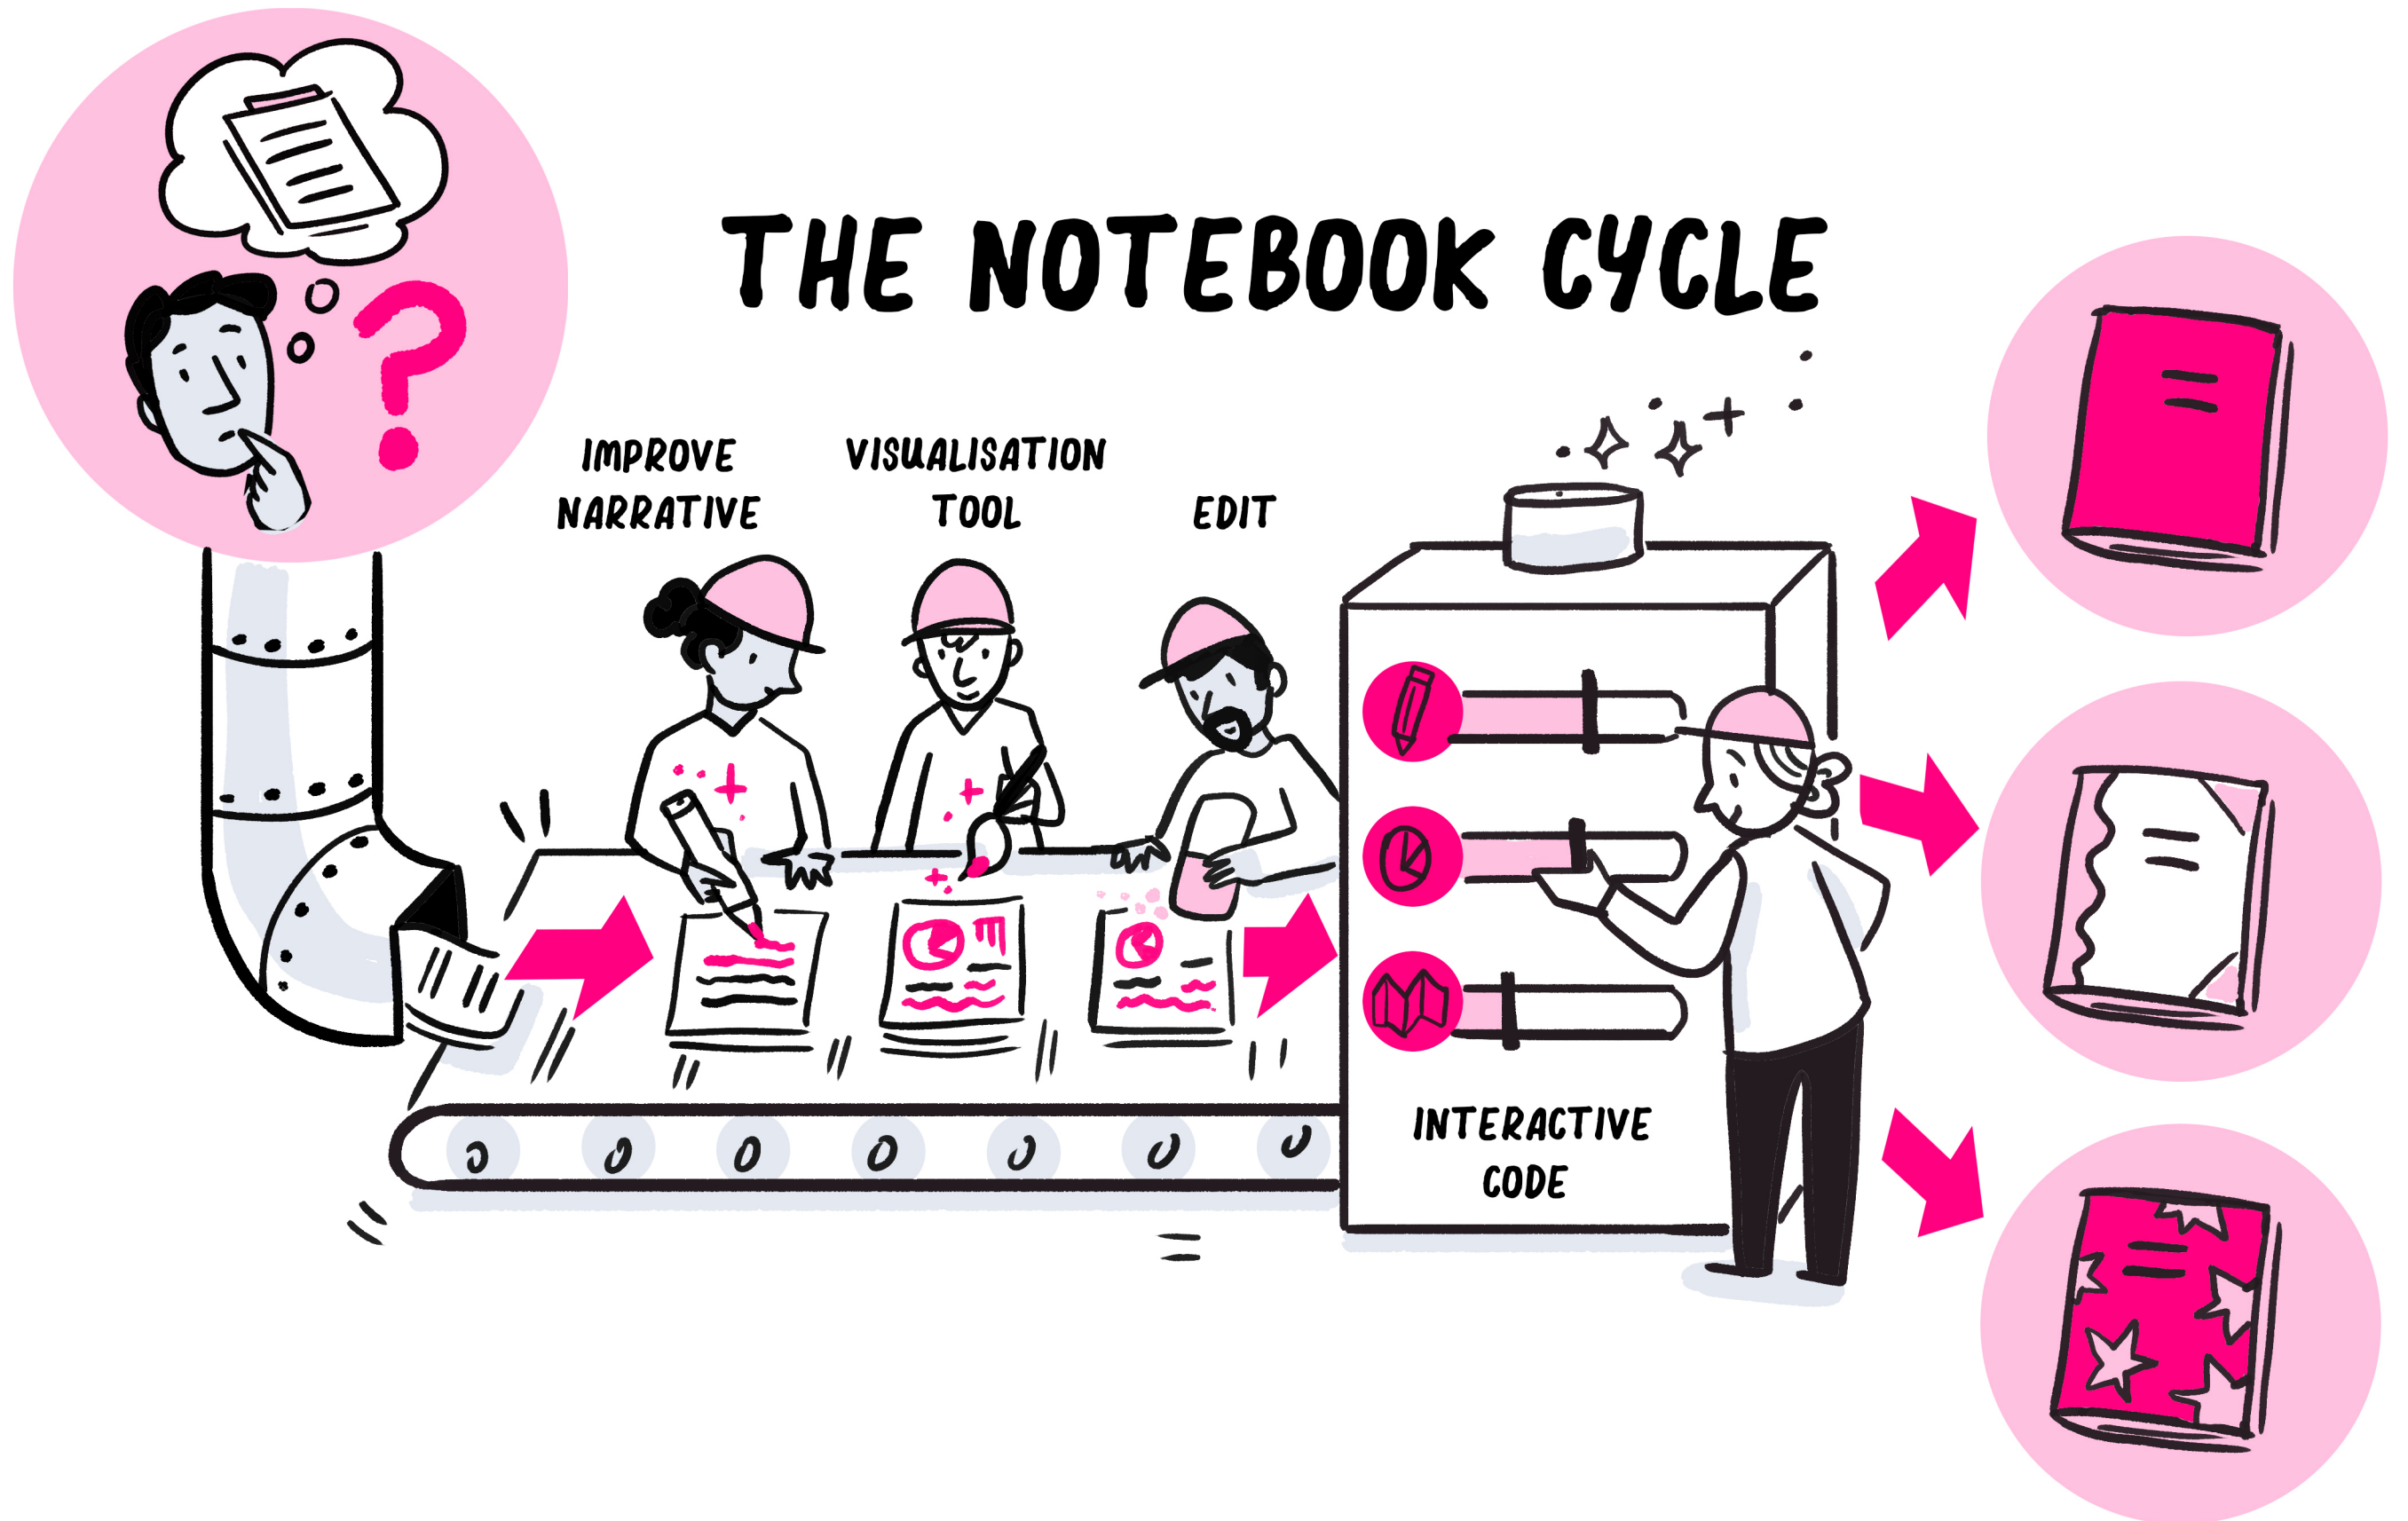 THE NOTEBOOK CYCLE
IMPROVE
NARRATIVE
VISUALISATION
TOOL
EDIT
INTERACTIVE
CODE